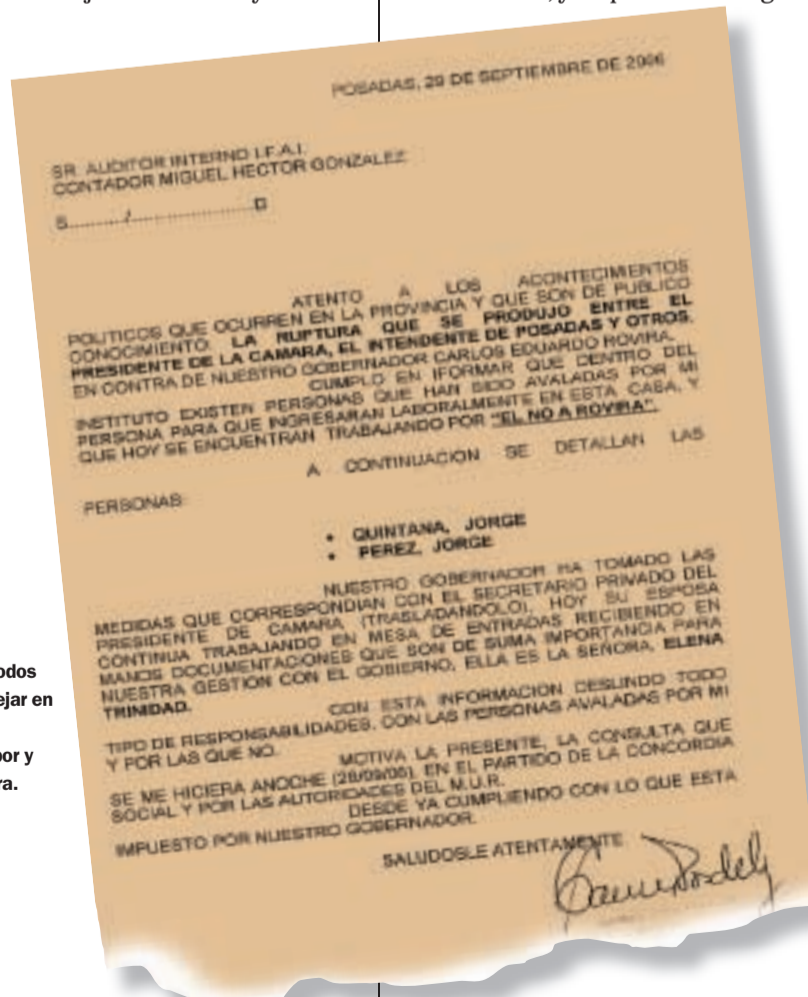 POSADAS, 29 DE SEPTIEMBRE DE 2006
SR. AUDITOR INTERNO I.F.A.I.
CONTADOR MIGUEL HECTOR GONZALEZ
S............/........................D
ATENTO A LOS ACONTECIMIENTOS
POLITICOS QUE OCURREN EN LA PROVINCIA Y QUE SON DE PUBLICO
CONOCIMIENTO, LA RUPTURA QUE SE PRODUJO ENTRE EL
PRESIDENTE DE LA CAMARA, EL INTENDENTE DE POSADAS Y OTROS,
EN CONTRA DE NUESTRO GOBERNADOR CARLOS EDUARDO ROVIRA.
CUMPLO EN IFORMAR QUE DENTRO DEL
INSTITUTO EXISTEN PERSONAS QUE HAN SIDO AVALADAS POR MI
PERSONA PARA QUE INGRESARAN LABORALMENTE EN ESTA CASA, Y
QUE HOY SE ENCUENTRAN TRABAJANDO POR "EL NO A ROVIRA".
A CONTINUACION SE DETALLAN LAS
PERSONAS:
• QUINTANA, JORGE
• PEREZ, JORGE
NUESTRO GOBERNADOR HA TOMADO LAS
MEDIDAS QUE CORRESPONDIAN CON EL SECRETARIO PRIVADO DEL
PRESIDENTE DE CAMARA (TRASLADANDOLO), HOY SU ESPOSA
CONTINUA TRABAJANDO EN MESA DE ENTRADAS RECIBIENDO EN
MANOS DOCUMENTACIONES QUE SON DE SUMA IMPORTANCIA PARA
NUESTRA GESTION CON EL GOBIERNO, ELLA ES LA SEÑORA, ELENA
TRINIDAD.
CON ESTA INFORMACION DESLINDO TODO
TIPO DE RESPONSABILIDADES, CON LAS PERSONAS AVALADAS POR MI
Y POR LAS QUE NO.
MOTIVA LA PRESENTE, LA CONSULTA QUE
SE ME HICIERA ANOCHE (28/09/06), EN EL PARTIDO DE LA CONCORDIA
SOCIAL Y POR LAS AUTORIDADES DEL M.U.R.
DESDE YA CUMPLIENDO CON LO QUE ESTA
IMPUESTO POR NUESTRO GOBERNADOR.
SALUDOSLE ATENTAMENTE
odos
ejar en
por y
ra.